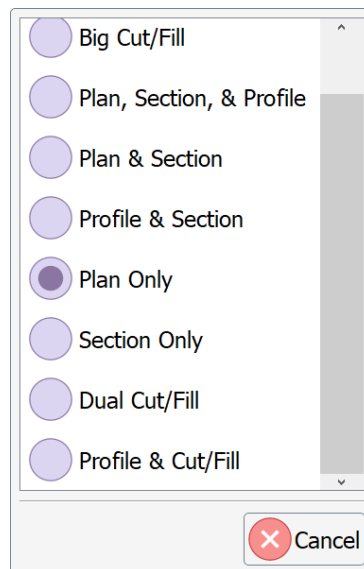 Big Cut/Fill
Plan, Section, & Profile
Plan & Section
Profile & Section
Plan Only
Section Only
Dual Cut/Fill
Profile & Cut/Fill
Cancel